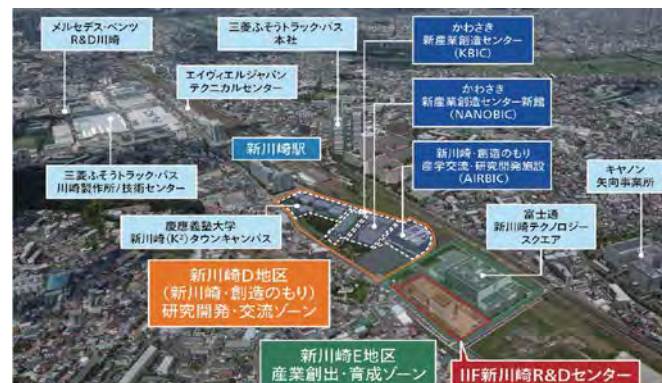 メルセデス・ベンツ
R&D川崎
三菱ふそうトラック・バス
本社
かわさき
新産業創造センター
(KBIC)
エイヴィエルジャパン
テクニカルセンター
かわさき
新産業創造センター新館
(NANOBIC)
新川崎駅
新川崎・創造のもり
産学交流・研究開発施設
(AIRBIC)
キヤノン
矢向事業所
三菱ふそうトラック・バス
川崎製作所/技術センター
慶應義塾大学
新川崎(K²)タウンキャンパス
富士通
新川崎テクノロジー
スクエア
新川崎D地区
(新川崎・創造のもり)
研究開発・交流ゾーン
新川崎E地区
産業創出・育成ゾーン
IIF新川崎R&Dセンター